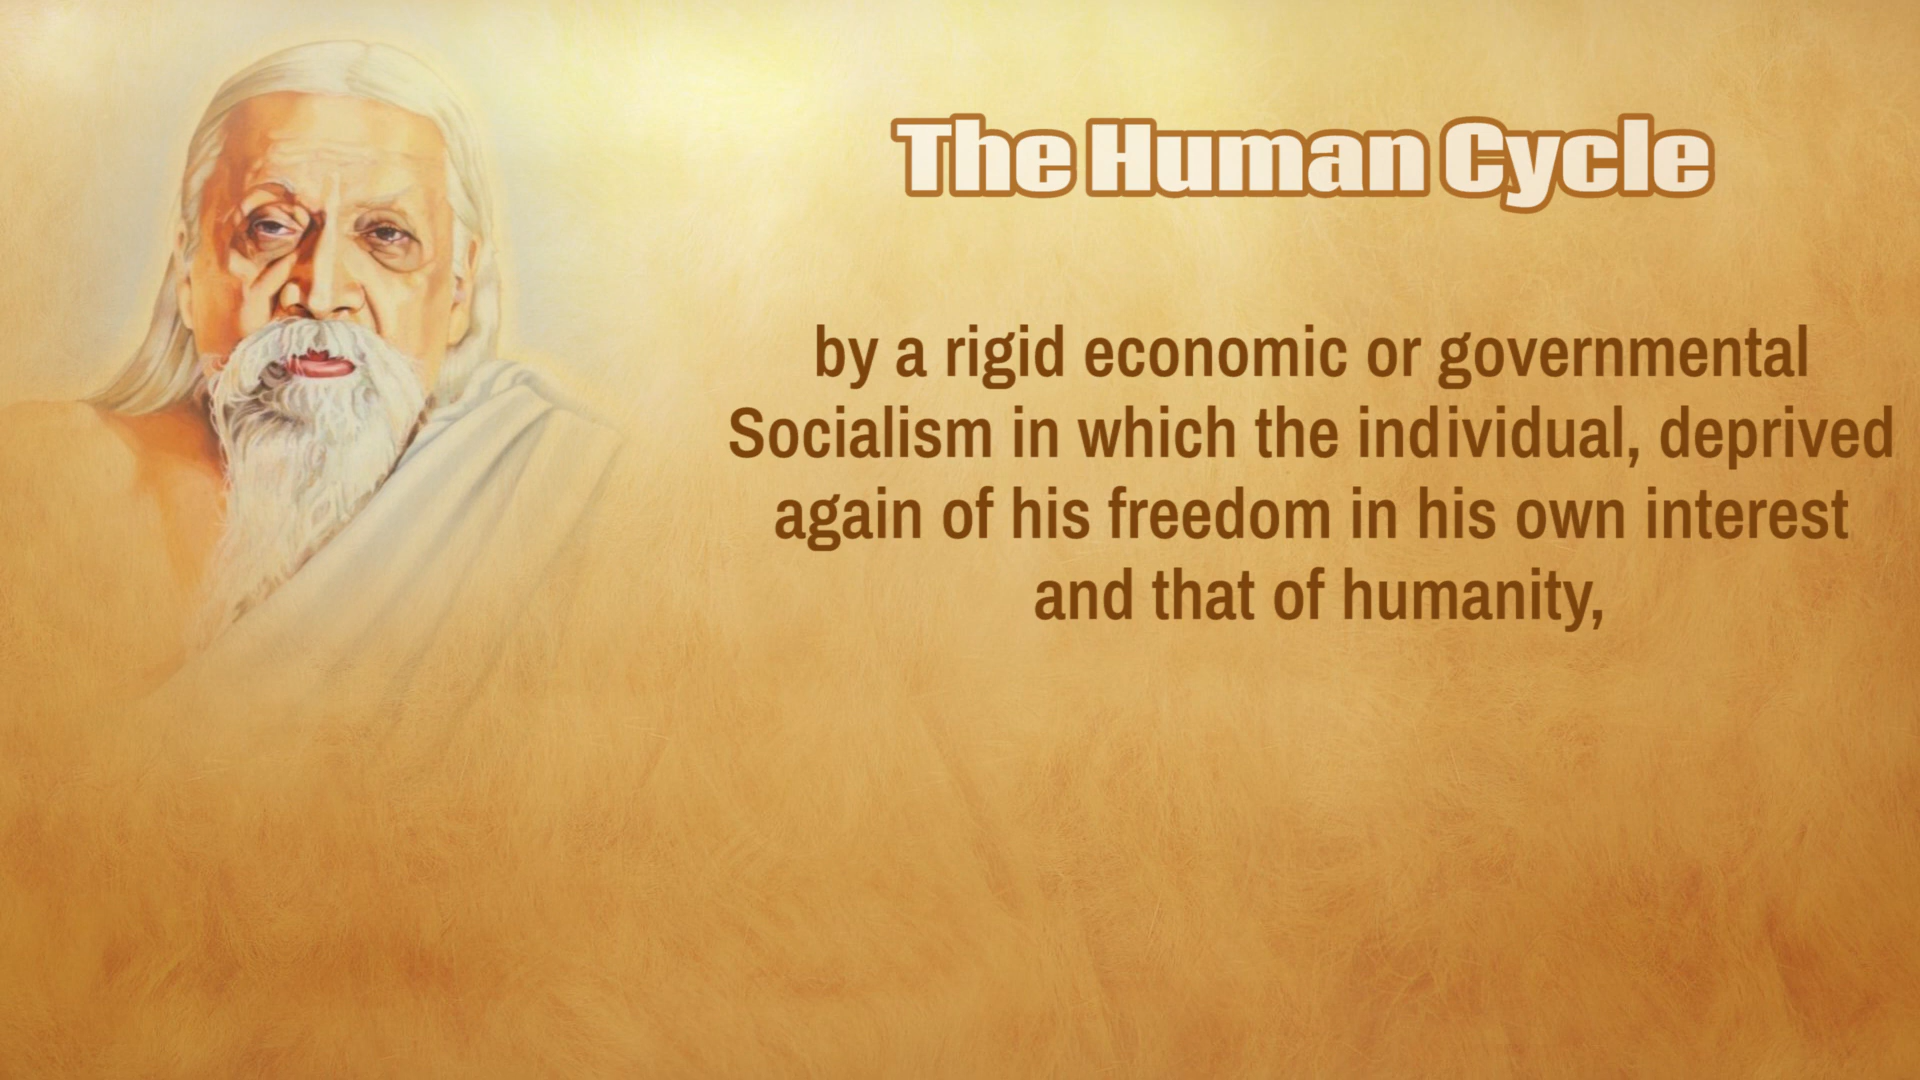 The Human Cycle
by a rigid economic or governmental
Socialism in which the individual, deprived
again of his freedom in his own interest
and that of humanity,